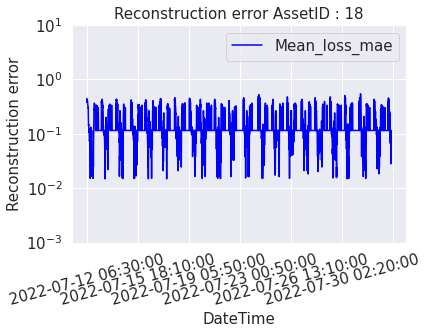 Reconstruction error AssetID : 18
Mean_loss_mae
Reconstruction error
10¹
10⁰
10⁻¹
10⁻²
10⁻³
2022-07-12 06:30:00
2022-07-15 18:10:00
2022-07-19 05:50:00
2022-07-23 00:50:00
2022-07-26 13:10:00
2022-07-30 02:20:00
DateTime